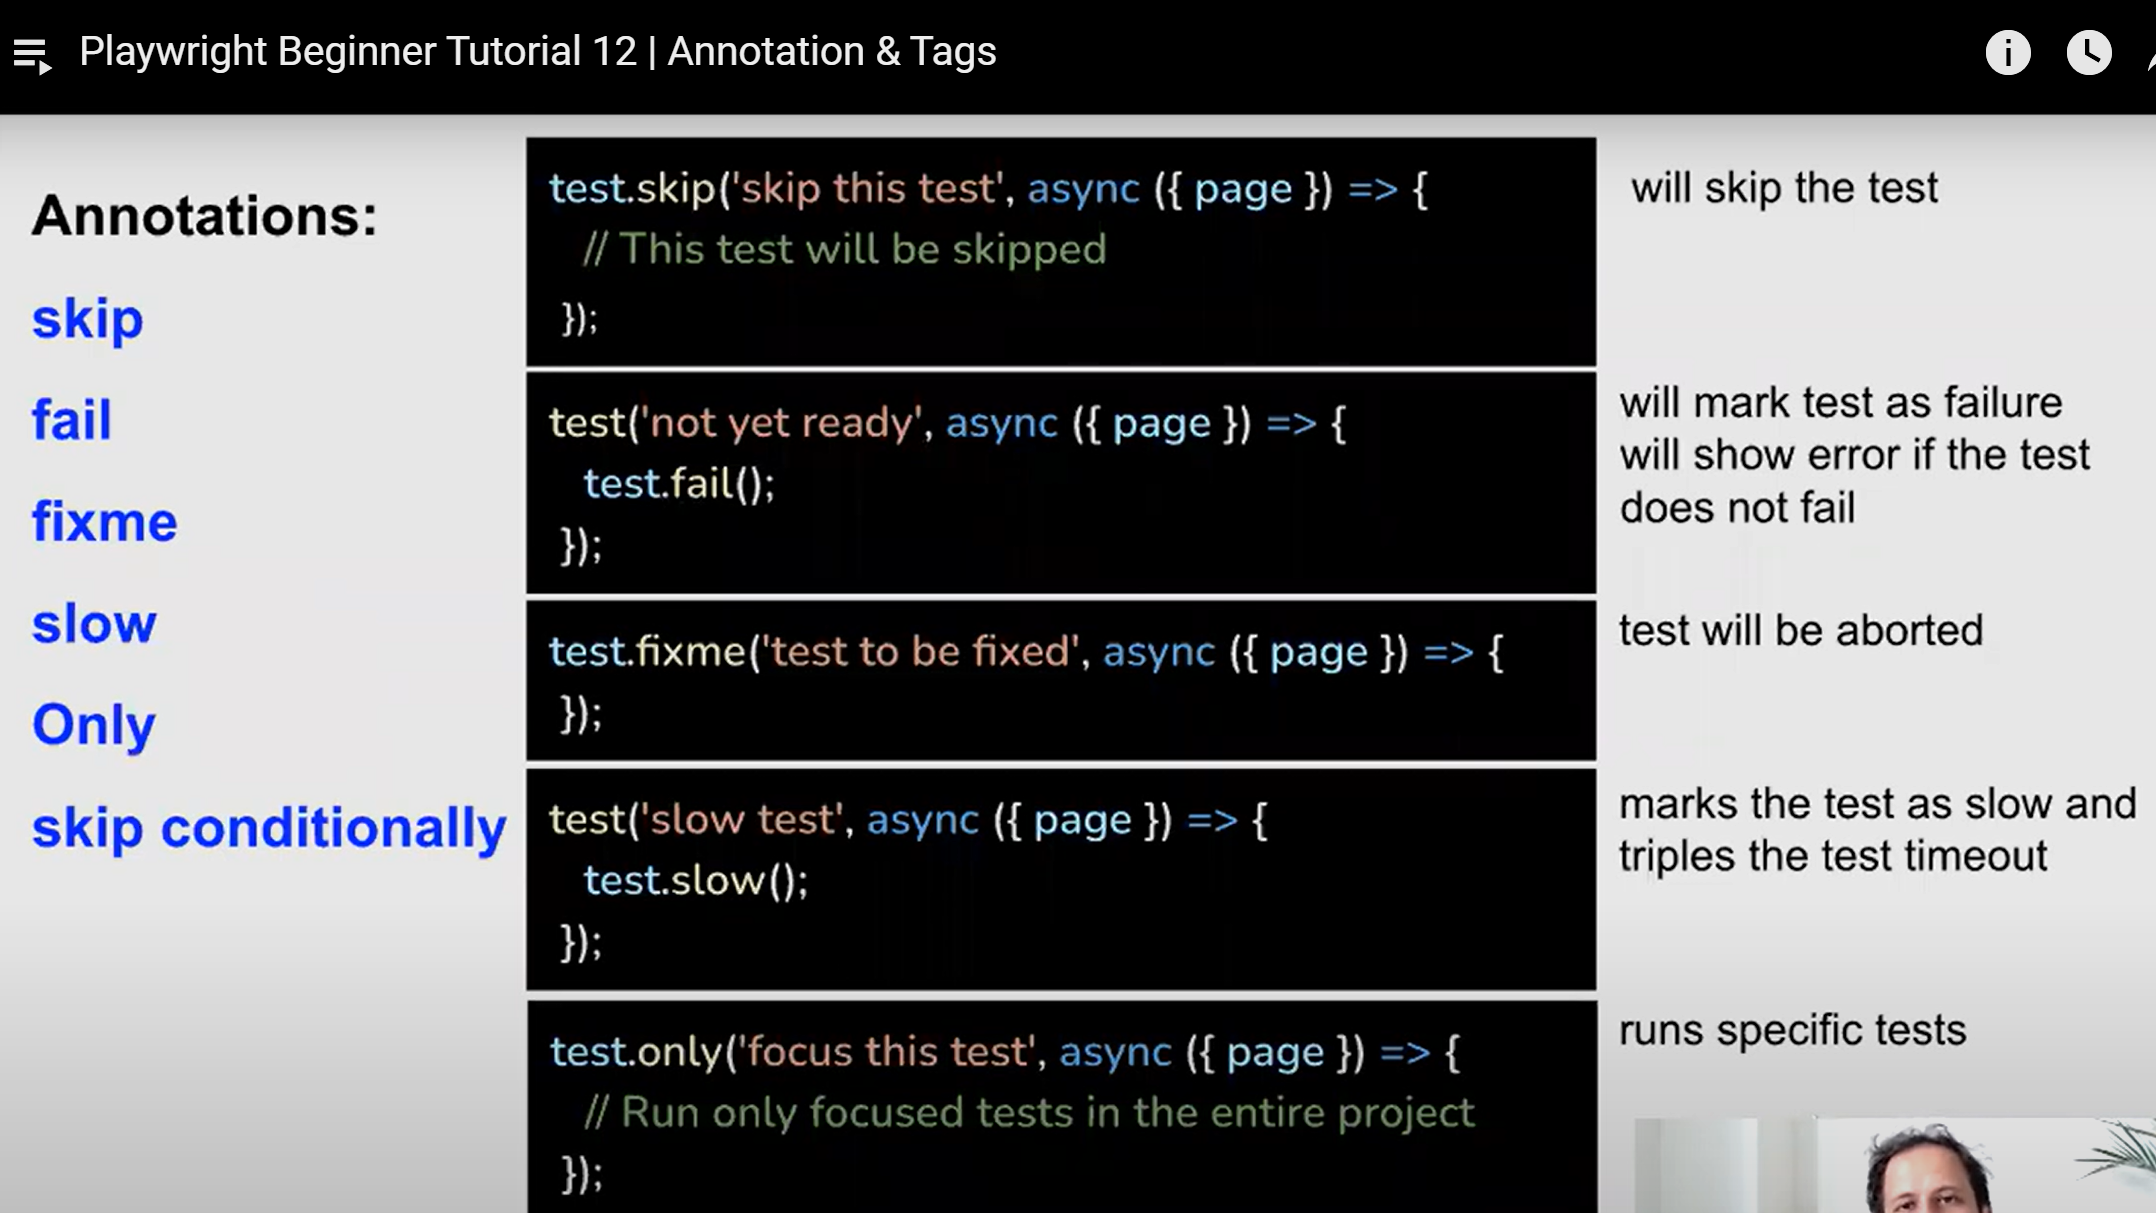 Playwright Beginner Tutorial 12 | Annotation & Tags
Annotations:
skip
fail
fixme
slow
Only
skip conditionally
test.skip('skip this test', async ({ page }) => {
// This test will be skipped
});
will skip the test
test('not yet ready', async ({ page }) => {
test.fail();
});
will mark test as failure
will show error if the test
does not fail
test.fixme('test to be fixed', async ({ page }) => {
});
test will be aborted
test('slow test', async ({ page }) => {
test.slow();
});
marks the test as slow and
triples the test timeout
test.only('focus this test', async ({ page }) => {
// Run only focused tests in the entire project
});
runs specific tests